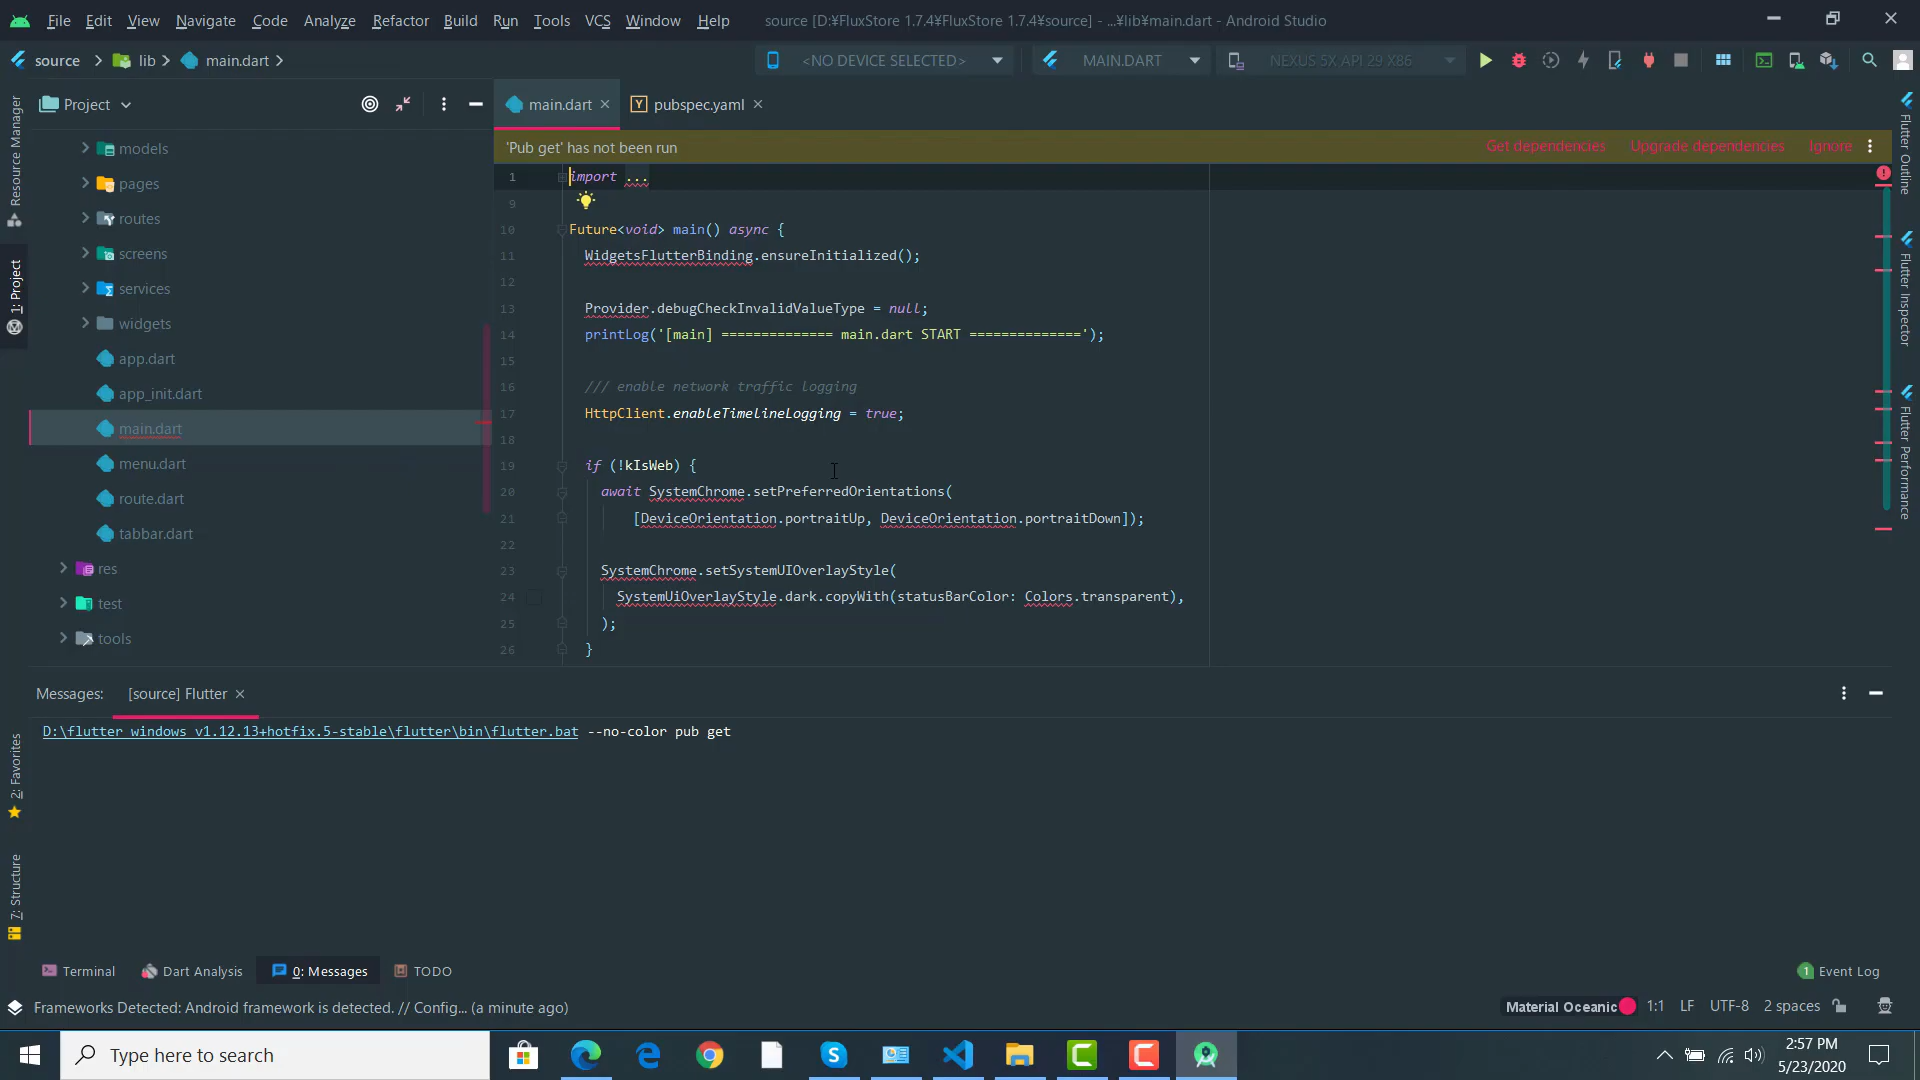 File Edit View Navigate Code Analyze Refactor Build Run Tools VCS Window Help source [D:¥FluxStore 1.7.4¥FluxStore 1.7.4¥source] - ...¥lib¥main.dart - Android Studio
source lib main.dart <NO DEVICE SELECTED> MAIN.DART NEXUS 5X API 29 X86
Project main.dart pubspec.yaml
'Pub get' has not been run Get dependencies Upgrade dependencies Ignore
Resource Manager
1: Project
2: Favorites
7: Structure
models
pages
routes
screens
services
widgets
app.dart
app_init.dart
main.dart
menu.dart
route.dart
tabbar.dart
res
test
tools
1 import ...
9
10 Future<void> main() async {
11 WidgetsFlutterBinding.ensureInitialized();
12
13 Provider.debugCheckInvalidValueType = null;
14 printLog('[main] ============== main.dart START ==============');
15
16 /// enable network traffic logging
17 HttpClient.enableTimelineLogging = true;
18
19 if (!kIsWeb) {
20 await SystemChrome.setPreferredOrientations(
21 [DeviceOrientation.portraitUp, DeviceOrientation.portraitDown]);
22
23 SystemChrome.setSystemUIOverlayStyle(
24 SystemUiOverlayStyle.dark.copyWith(statusBarColor: Colors.transparent),
25 );
26 }
Flutter Outline
Flutter Inspector
Flutter Performance
Messages: [source] Flutter
D:\flutter windows v1.12.13+hotfix.5-stable\flutter\bin\flutter.bat --no-color pub get
Terminal Dart Analysis 0: Messages TODO 1 Event Log
Frameworks Detected: Android framework is detected. // Config... (a minute ago) Material Oceanic 1:1 LF UTF-8 2 spaces
Type here to search
2:57 PM
5/23/2020